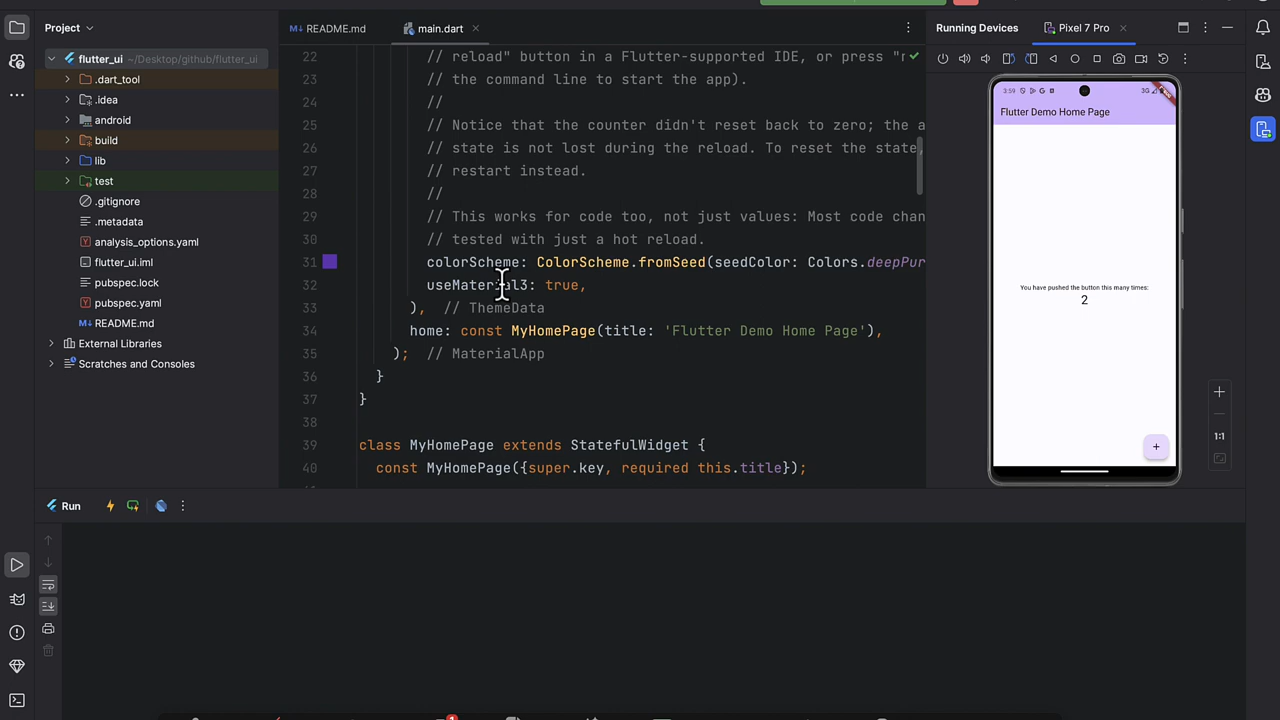 Project
README.md
main.dart
Running Devices
Pixel 7 Pro
flutter_ui ~/Desktop/github/flutter_ui
.dart_tool
.idea
android
build
lib
test
.gitignore
.metadata
analysis_options.yaml
flutter_ui.iml
pubspec.lock
pubspec.yaml
README.md
External Libraries
Scratches and Consoles
22 // reload" button in a Flutter-supported IDE, or press "r
23 // the command line to start the app).
24 //
25 // Notice that the counter didn't reset back to zero; the a
26 // state is not lost during the reload. To reset the state,
27 // restart instead.
28 //
29 // This works for code too, not just values: Most code chan
30 // tested with just a hot reload.
31 colorScheme: ColorScheme.fromSeed(seedColor: Colors.deepPur
32 useMaterial3: true,
33 ), // ThemeData
34 home: const MyHomePage(title: 'Flutter Demo Home Page'),
35 ); // MaterialApp
36 }
37 }
38
39 class MyHomePage extends StatefulWidget {
40 const MyHomePage({super.key, required this.title});
3:59
3G
Flutter Demo Home Page
You have pushed the button this many times:
2
+
1:1
Run
1